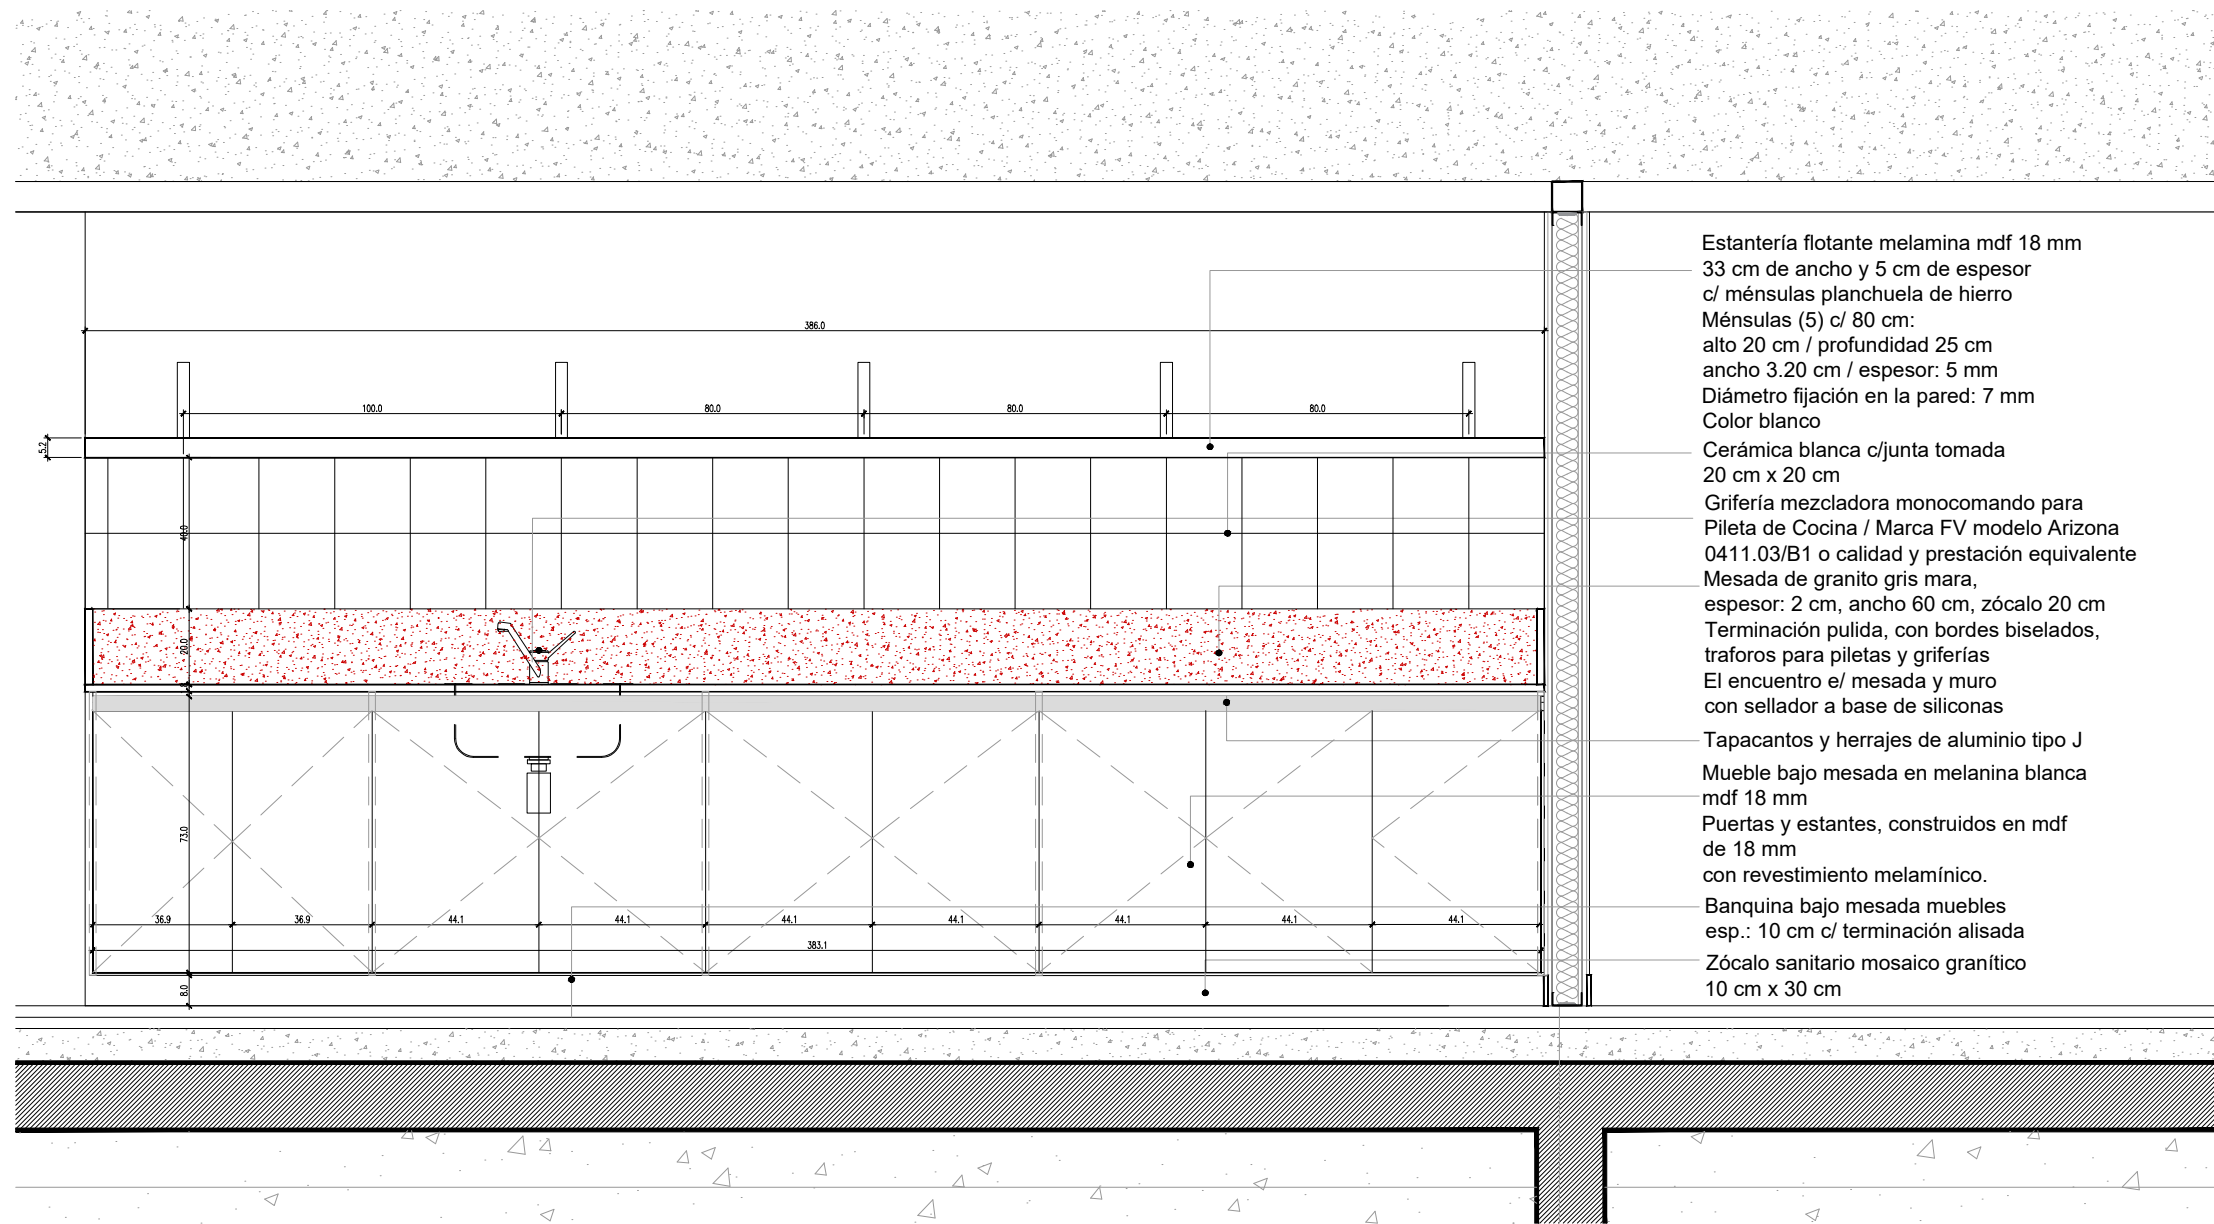 Estantería flotante melamina mdf 18 mm
33 cm de ancho y 5 cm de espesor
c/ ménsulas planchuela de hierro
Ménsulas (5) c/ 80 cm:
alto 20 cm / profundidad 25 cm
ancho 3.20 cm / espesor: 5 mm
Diámetro fijación en la pared: 7 mm
Color blanco
Cerámica blanca c/junta tomada
20 cm x 20 cm
Grifería mezcladora monocomando para
Pileta de Cocina / Marca FV modelo Arizona
0411.03/B1 o calidad y prestación equivalente
Mesada de granito gris mara,
espesor: 2 cm, ancho 60 cm, zócalo 20 cm
Terminación pulida, con bordes biselados,
traforos para piletas y griferías
El encuentro e/ mesada y muro
con sellador a base de siliconas
Tapacantos y herrajes de aluminio tipo J
Mueble bajo mesada en melanina blanca
mdf 18 mm
Puertas y estantes, construidos en mdf
de 18 mm
con revestimiento melamínico.
Banquina bajo mesada muebles
esp.: 10 cm c/ terminación alisada
Zócalo sanitario mosaico granítico
10 cm x 30 cm
386.0
100.0
80.0
80.0
80.0
5.2
40.0
20.0
73.0
36.9
36.9
44.1
44.1
44.1
44.1
44.1
44.1
44.1
383.1
8.0